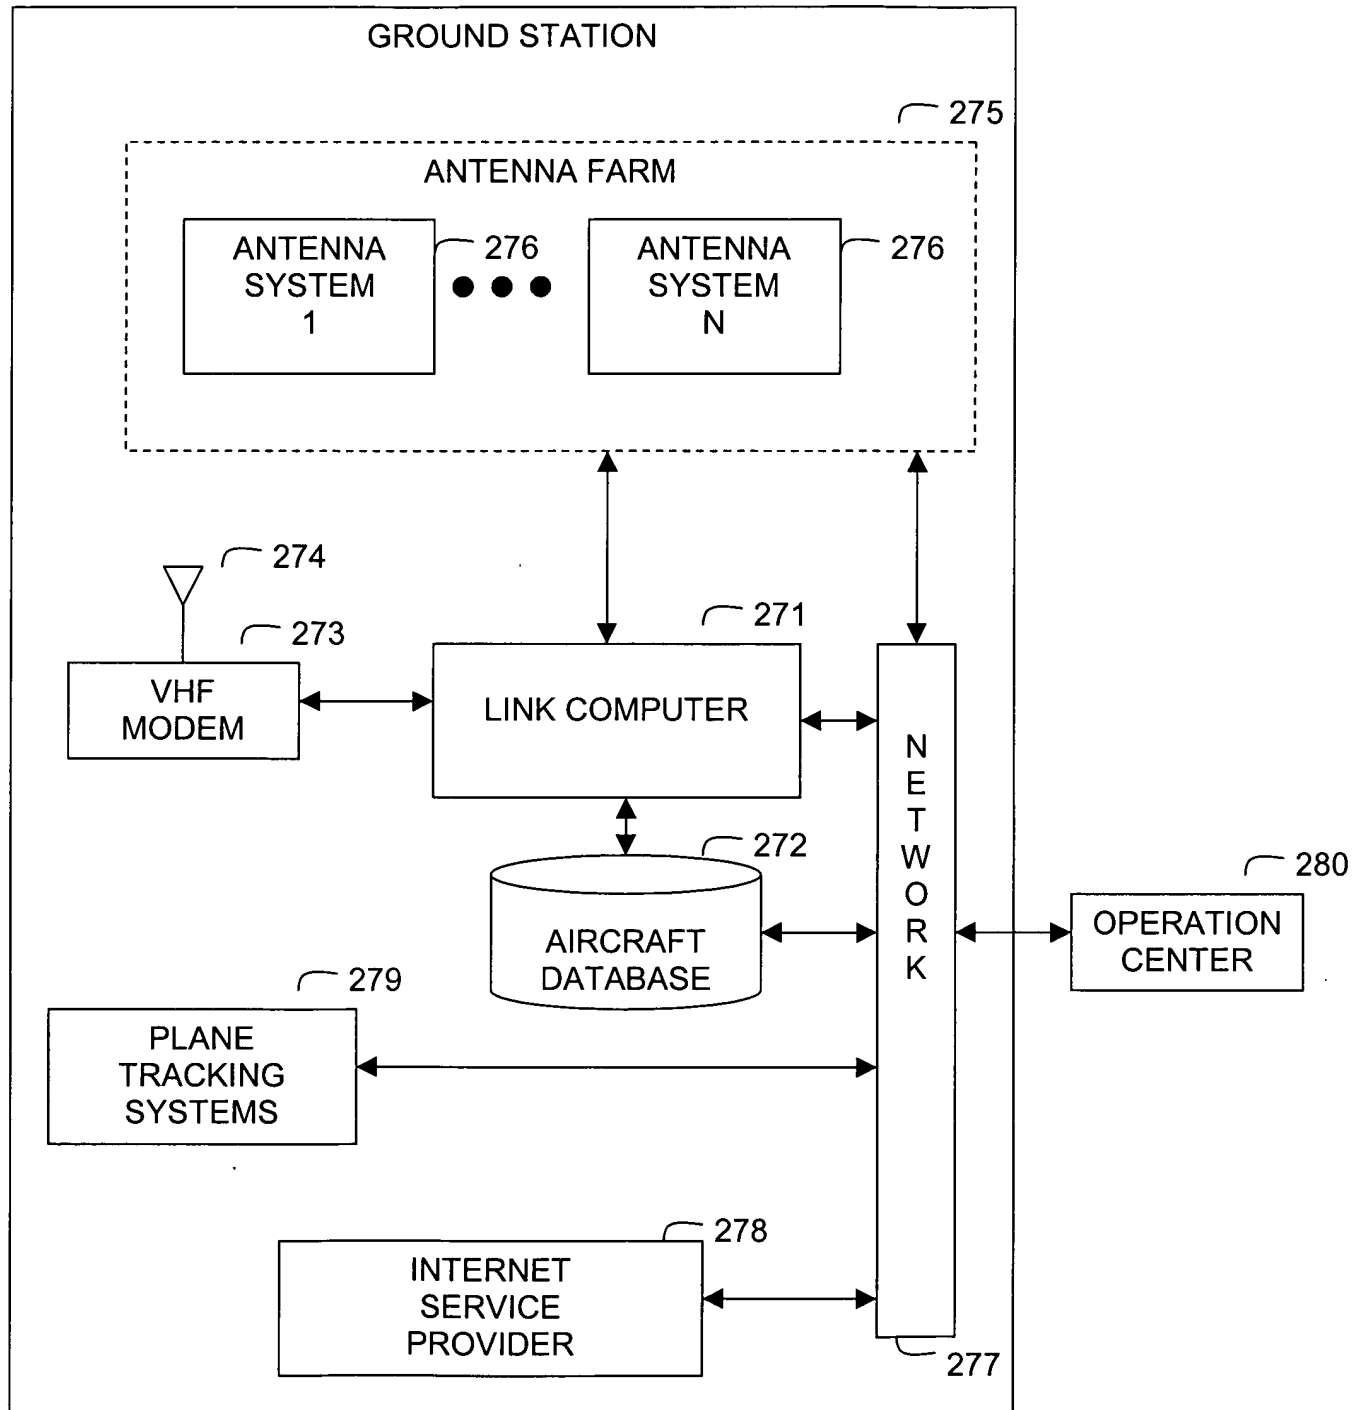 GROUND STATION
275
ANTENNA FARM
ANTENNA
SYSTEM
1
276
ANTENNA
SYSTEM
N
276
274
273
VHF
MODEM
271
LINK COMPUTER
NETWORK
272
AIRCRAFT
DATABASE
280
OPERATION
CENTER
279
PLANE
TRACKING
SYSTEMS
278
INTERNET
SERVICE
PROVIDER
277